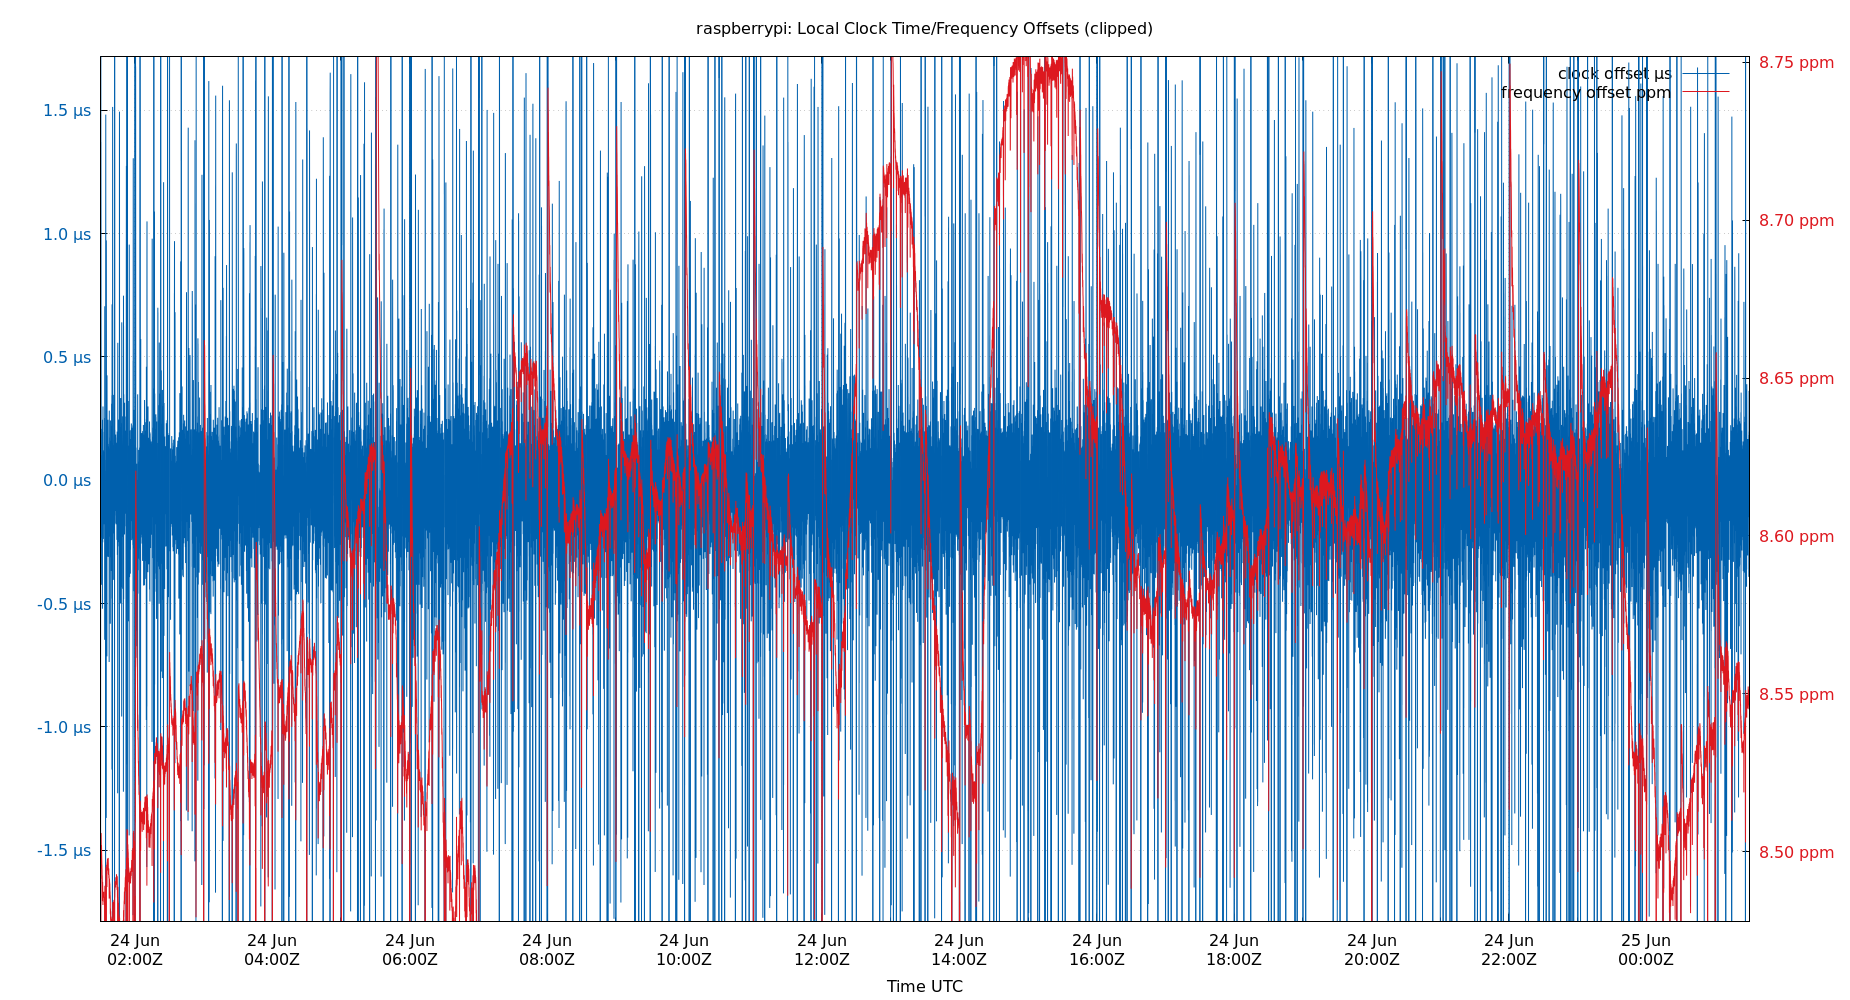 raspberrypi: Local Clock Time/Frequency Offsets (clipped)
clock offset µs
frequency offset ppm
1.5 µs
1.0 µs
0.5 µs
0.0 µs
-0.5 µs
-1.0 µs
-1.5 µs
8.75 ppm
8.70 ppm
8.65 ppm
8.60 ppm
8.55 ppm
8.50 ppm
24 Jun 24 Jun 24 Jun 24 Jun 24 Jun 24 Jun 24 Jun 24 Jun 24 Jun 24 Jun 24 Jun 25 Jun
02:00Z 04:00Z 06:00Z 08:00Z 10:00Z 12:00Z 14:00Z 16:00Z 18:00Z 20:00Z 22:00Z 00:00Z
Time UTC